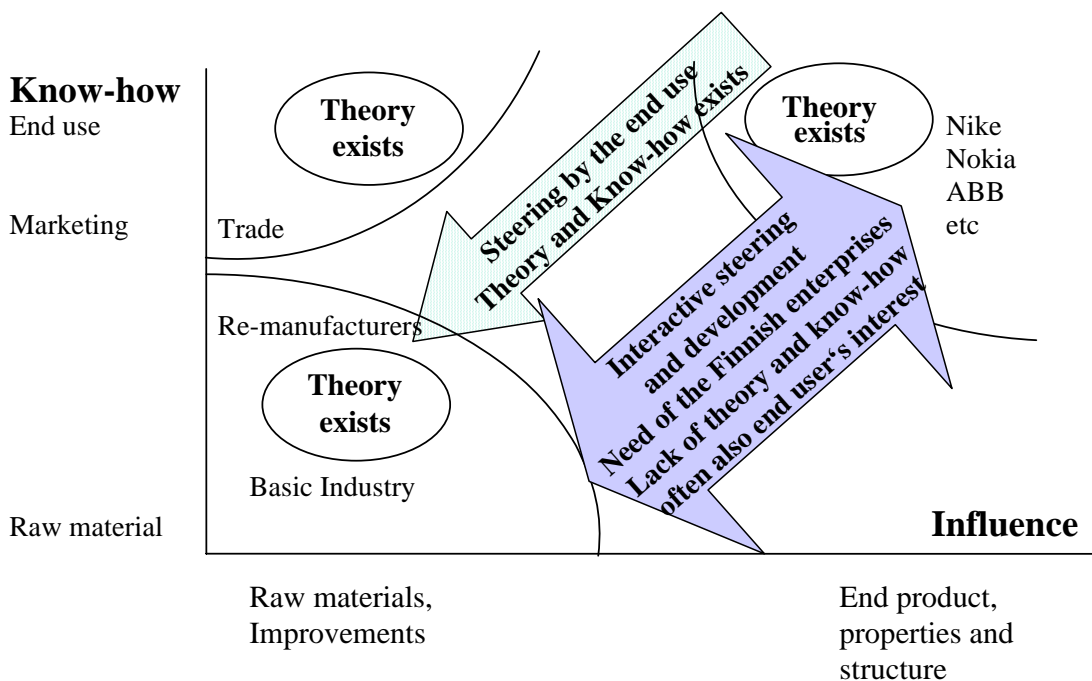 Know-how
End use
Marketing
Raw material
Theory
exists
Trade
Re-manufacturers
Theory
exists
Basic Industry
Steering by the end use
Theory and Know-how exists
Theory
exists
Nike
Nokia
ABB
etc
Interactive steering
and development
Need of the Finnish enterprises
Lack of theory and know-how
often also end user‘s interest
Influence
Raw materials,
Improvements
End product,
properties and
structure